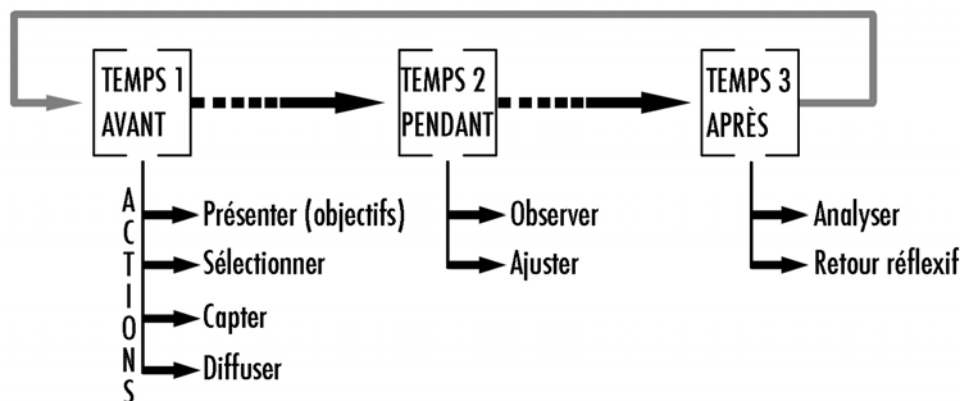 TEMPS 1
AVANT
TEMPS 2
PENDANT
TEMPS 3
APRÈS
ACTIONS
Présenter (objectifs)
Sélectionner
Capter
Diffuser
Observer
Ajuster
Analyser
Retour réflexif